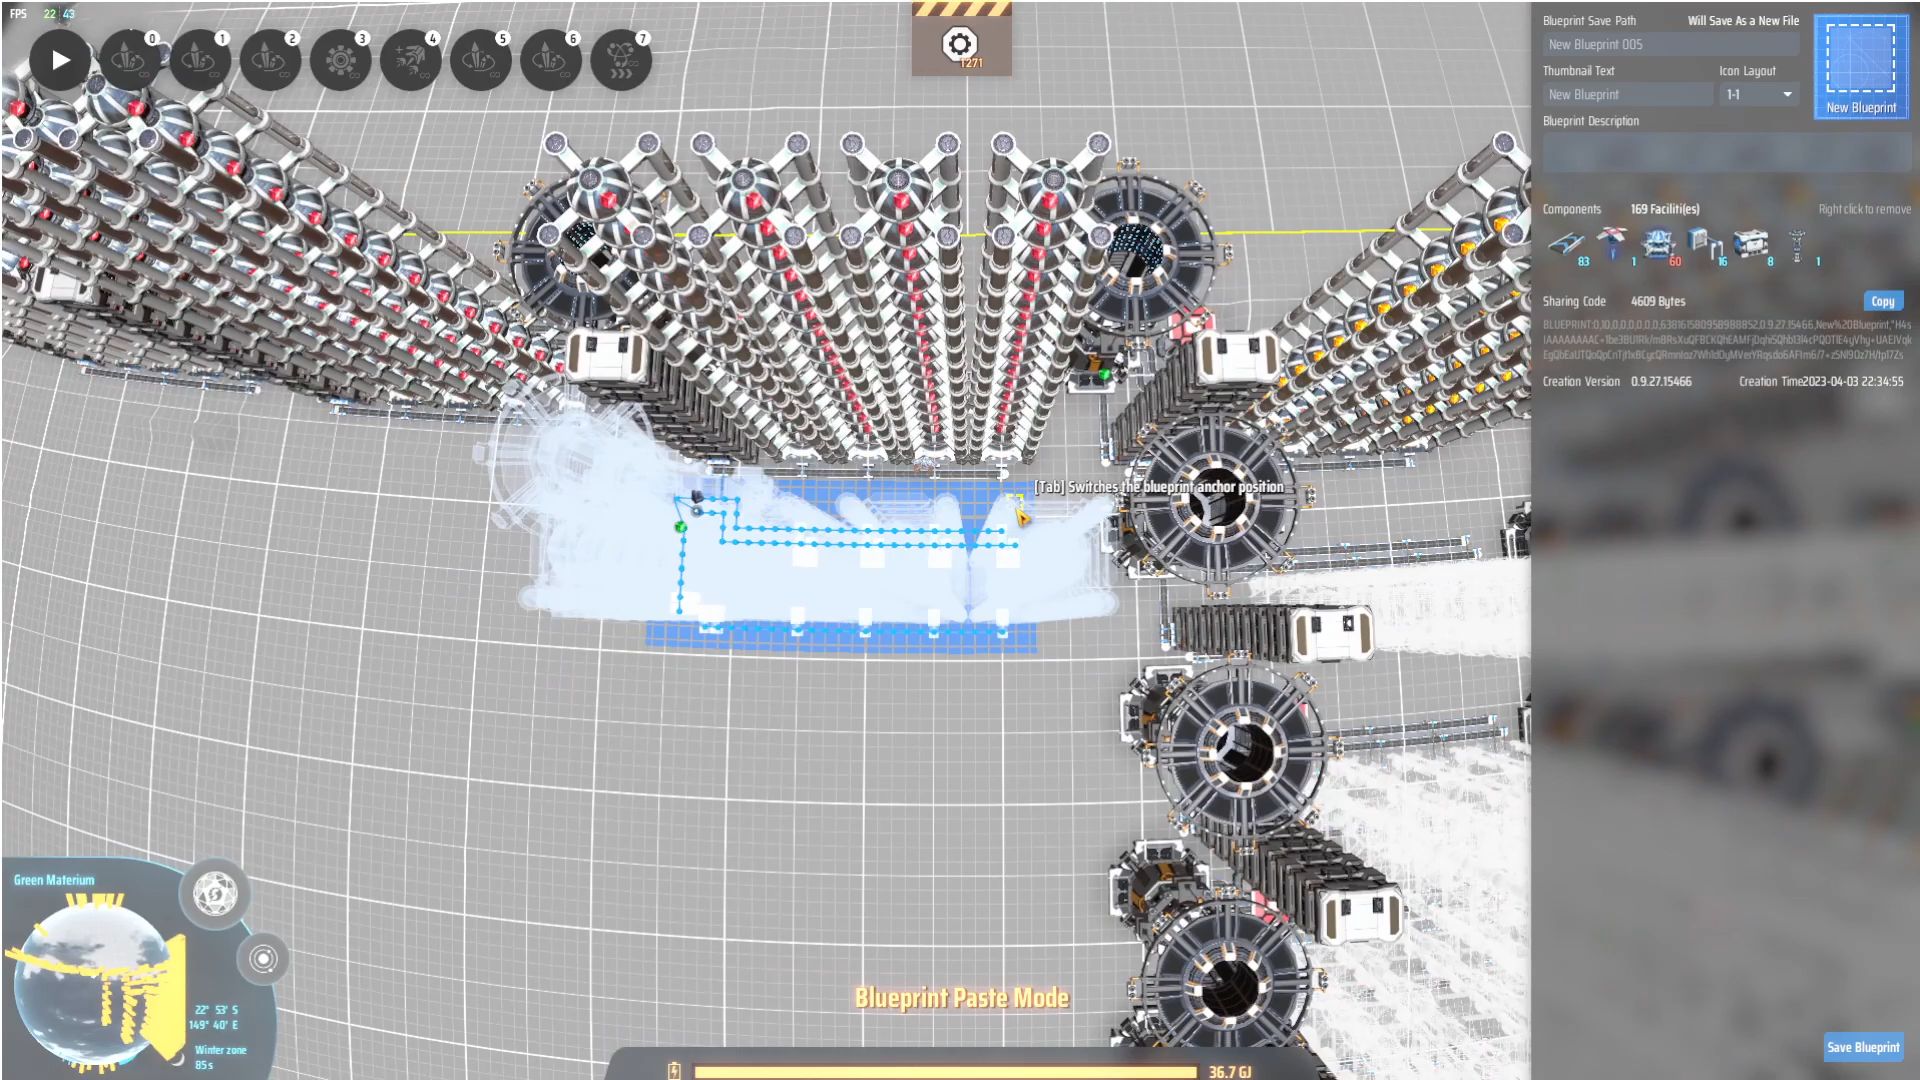 FPS 22 43
0
1
2
3
4
5
6
7
1271
[Tab] Switches the blueprint anchor position
Blueprint Paste Mode
36.7 GJ
Green Materium
22° 53' S
149° 40' E
Winter zone
85s
Blueprint Save Path
Will Save As a New File
New Blueprint 005
Thumbnail Text
Icon Layout
New Blueprint
1-1
New Blueprint
Blueprint Description
Components 169 Faciliti(es)
Right click to remove
83 1 60 16 8 1
Sharing Code 4609 Bytes
Copy
Creation Version 0.9.27.15466
Creation Time2023-04-03 22:34:55
Save Blueprint